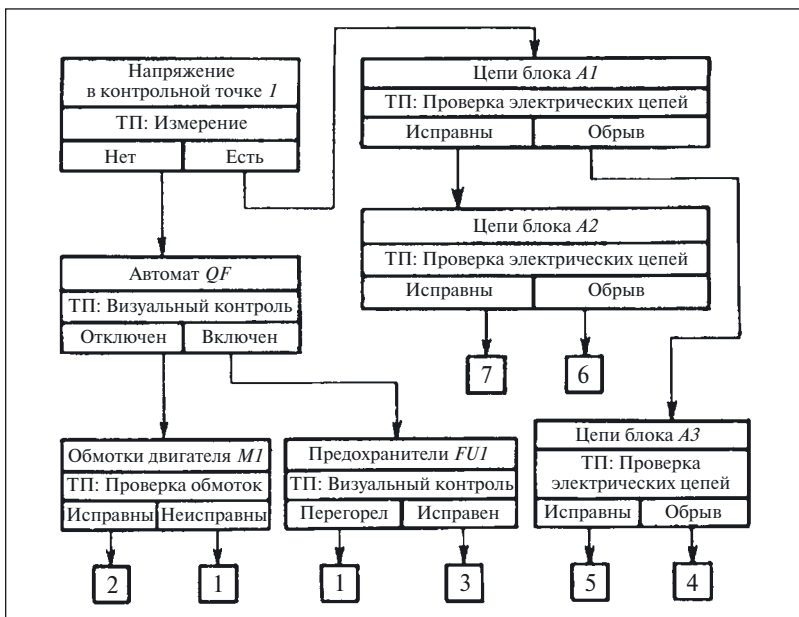 Напряжение
в контрольной точке 1
ТП: Измерение
Нет Есть
Цепи блока A1
ТП: Проверка электрических цепей
Исправны Обрыв
Цепи блока A2
ТП: Проверка электрических цепей
Исправны Обрыв
7 6
Автомат QF
ТП: Визуальный контроль
Отключен Включен
Обмотки двигателя M1
ТП: Проверка обмоток
Исправны Неисправны
2 1
Предохранители FU1
ТП: Визуальный контроль
Перегорел Исправен
1 3
Цепи блока A3
ТП: Проверка
электрических цепей
Исправны Обрыв
5 4